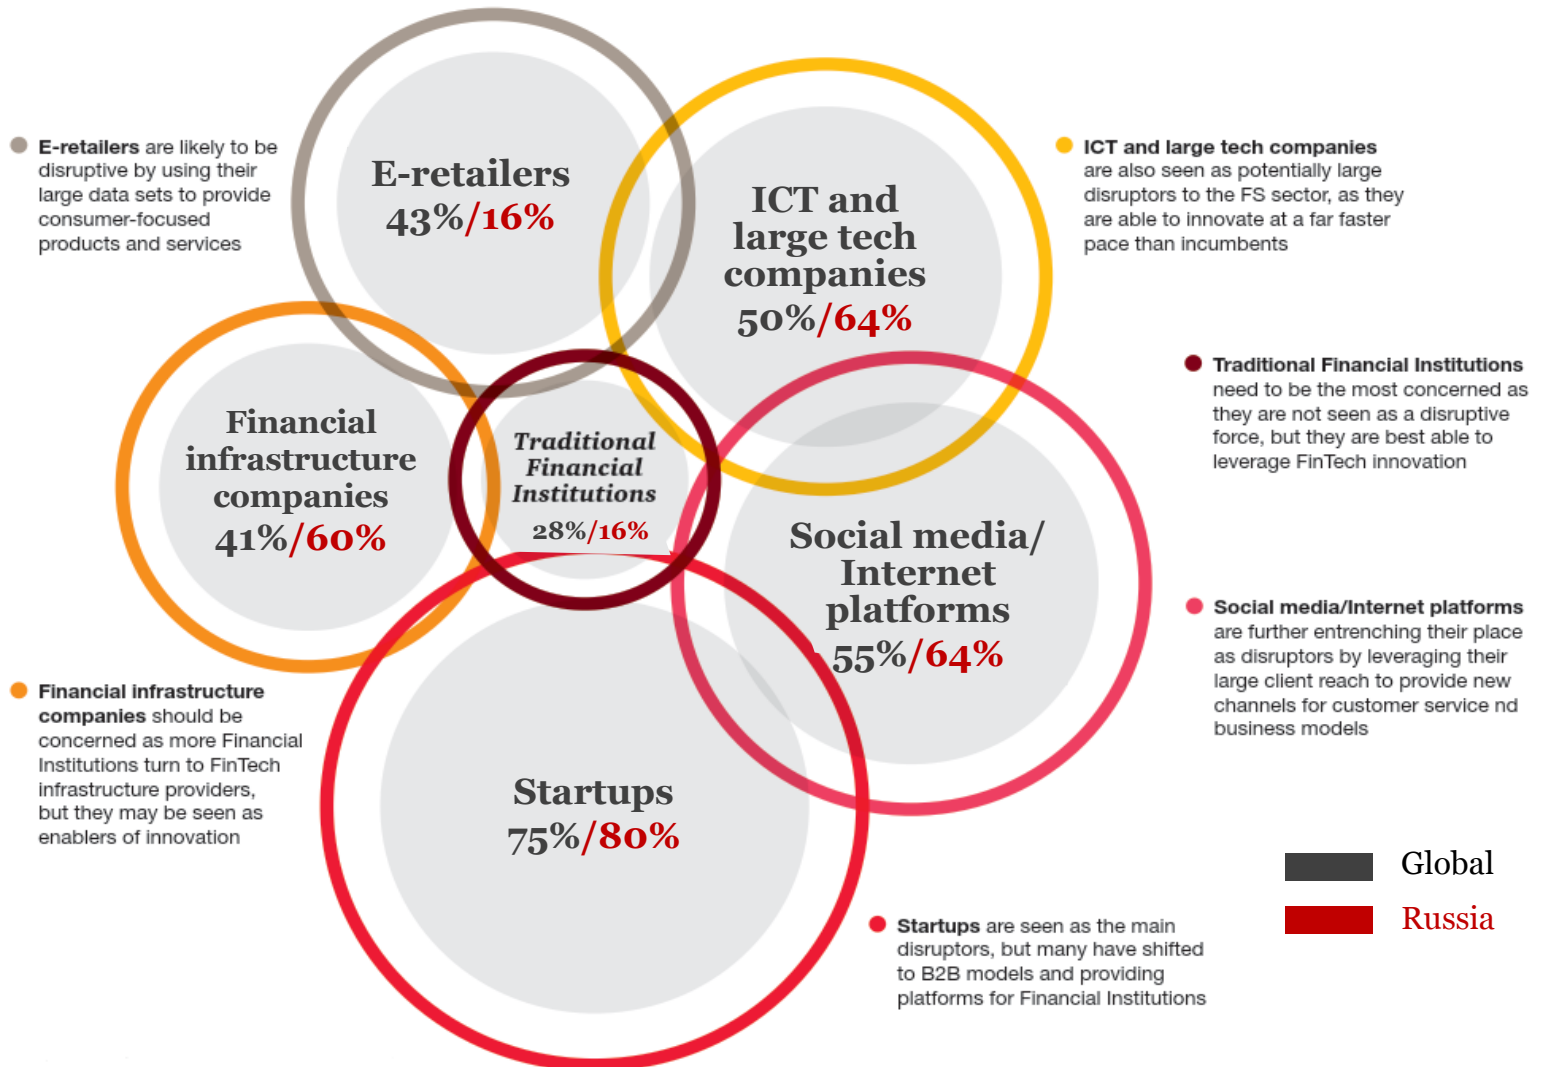 E-retailers
43%/16%
ICT and
large tech
companies
50%/64%
Financial
infrastructure
companies
41%/60%
Traditional
Financial
Institutions
28%/16%
Social media/
Internet
platforms
55%/64%
Startups
75%/80%
E-retailers are likely to be
disruptive by using their
large data sets to provide
consumer-focused
products and services
ICT and large tech companies
are also seen as potentially large
disruptors to the FS sector, as they
are able to innovate at a far faster
pace than incumbents
Traditional Financial Institutions
need to be the most concerned as
they are not seen as a disruptive
force, but they are best able to
leverage FinTech innovation
Social media/Internet platforms
are further entrenching their place
as disruptors by leveraging their
large client reach to provide new
channels for customer service nd
business models
Financial infrastructure
companies should be
concerned as more Financial
Institutions turn to FinTech
infrastructure providers,
but they may be seen as
enablers of innovation
Startups are seen as the main
disruptors, but many have shifted
to B2B models and providing
platforms for Financial Institutions
Global
Russia